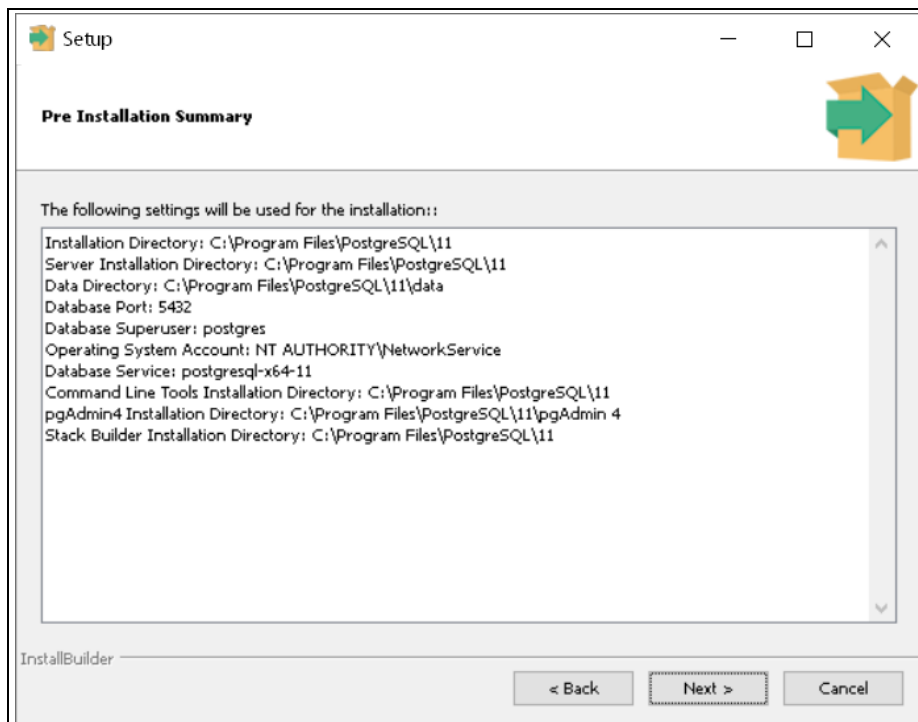 Setup
Pre Installation Summary
The following settings will be used for the installation::
Installation Directory: C:\Program Files\PostgreSQL\11
Server Installation Directory: C:\Program Files\PostgreSQL\11
Data Directory: C:\Program Files\PostgreSQL\11\data
Database Port: 5432
Database Superuser: postgres
Operating System Account: NT AUTHORITY\NetworkService
Database Service: postgresql-x64-11
Command Line Tools Installation Directory: C:\Program Files\PostgreSQL\11
pgAdmin4 Installation Directory: C:\Program Files\PostgreSQL\11\pgAdmin 4
Stack Builder Installation Directory: C:\Program Files\PostgreSQL\11
InstallBuilder
< Back Next > Cancel